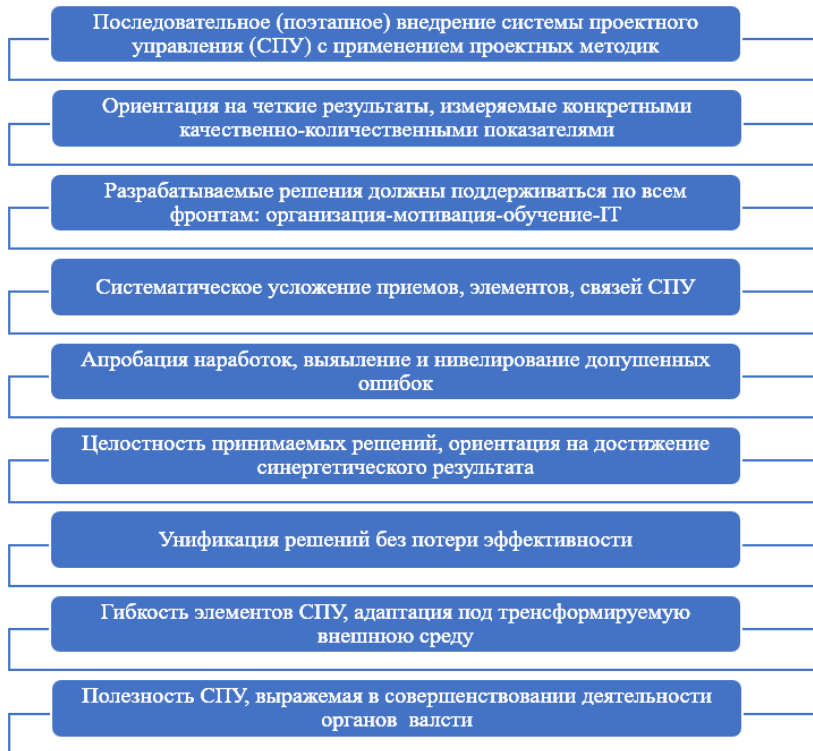 Последовательное (поэтапное) внедрение системы проектного
управления (СПУ) с применением проектных методик
Ориентация на четкие результаты, измеряемые конкретными
качественно-количественными показателями
Разрабатываемые решения должны поддерживаться по всем
фронтам: организация-мотивация-обучение-IT
Систематическое усложение приемов, элементов, связей СПУ
Апробация наработок, выяыление и нивелирование допушенных
ошибок
Целостность принимаемых решений, ориентация на достижение
синергетического результата
Унификация решений без потери эффективности
Гибкость элементов СПУ, адаптация под тренсформируемую
внешнюю среду
Полезность СПУ, выражемая в совершенствовании деятельности
органов валсти